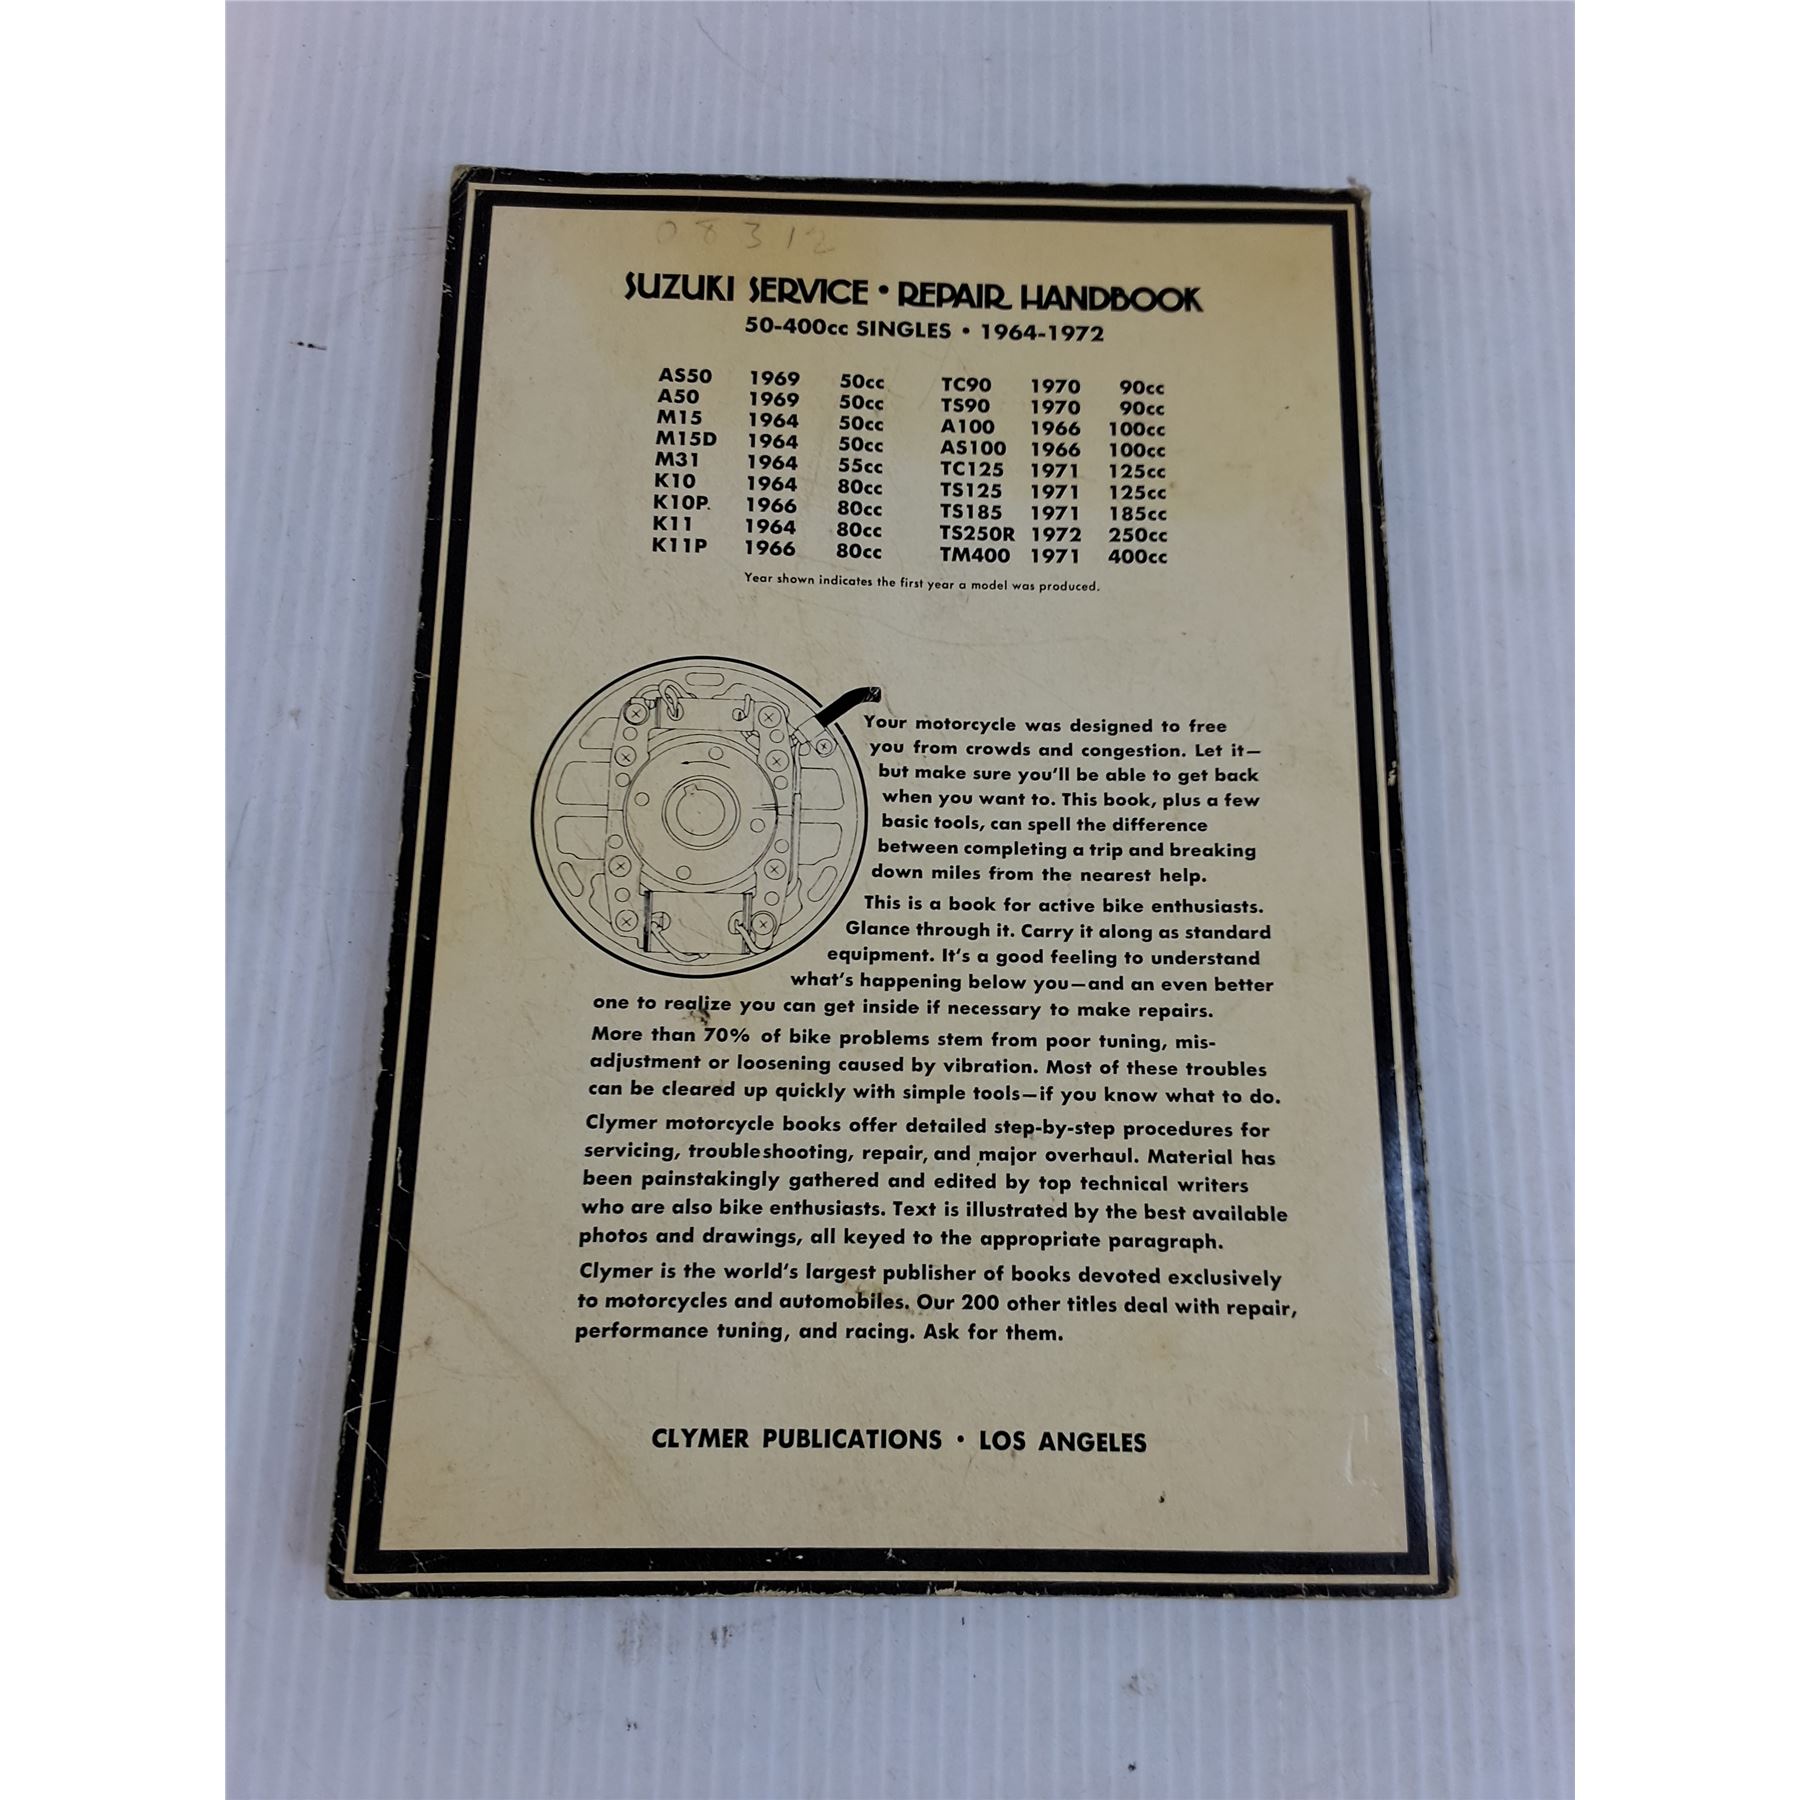 08312
SUZUKI SERVICE • REPAIR HANDBOOK
50-400cc SINGLES • 1964-1972
AS50 1969 50cc TC90 1970 90cc
A50 1969 50cc TS90 1970 90cc
M15 1964 50cc A100 1966 100cc
M15D 1964 50cc AS100 1966 100cc
M31 1964 55cc TC125 1971 125cc
K10 1964 80cc TS125 1971 125cc
K10P. 1966 80cc TS185 1971 185cc
K11 1964 80cc TS250R 1972 250cc
K11P 1966 80cc TM400 1971 400cc
Year shown indicates the first year a model was produced.
Your motorcycle was designed to free
you from crowds and congestion. Let it—
but make sure you'll be able to get back
when you want to. This book, plus a few
basic tools, can spell the difference
between completing a trip and breaking
down miles from the nearest help.
This is a book for active bike enthusiasts.
Glance through it. Carry it along as standard
equipment. It's a good feeling to understand
what's happening below you—and an even better
one to realize you can get inside if necessary to make repairs.
More than 70% of bike problems stem from poor tuning, mis-
adjustment or loosening caused by vibration. Most of these troubles
can be cleared up quickly with simple tools—if you know what to do.
Clymer motorcycle books offer detailed step-by-step procedures for
servicing, troubleshooting, repair, and major overhaul. Material has
been painstakingly gathered and edited by top technical writers
who are also bike enthusiasts. Text is illustrated by the best available
photos and drawings, all keyed to the appropriate paragraph.
Clymer is the world's largest publisher of books devoted exclusively
to motorcycles and automobiles. Our 200 other titles deal with repair,
performance tuning, and racing. Ask for them.
CLYMER PUBLICATIONS • LOS ANGELES